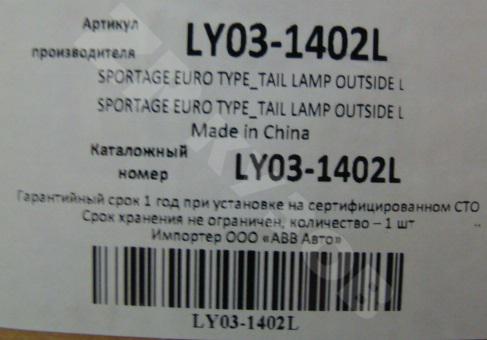 Артикул производителя LY03-1402L
SPORTAGE EURO TYPE_TAIL LAMP OUTSIDE L
SPORTAGE EURO TYPE_TAIL LAMP OUTSIDE L
Made in China
Каталожный номер LY03-1402L
Гарантийный срок 1 год при установке на сертифицированном СТО
Срок хранения не ограничен, количество – 1 шт
Импортер ООО «АВВ Авто»
LY03-1402L